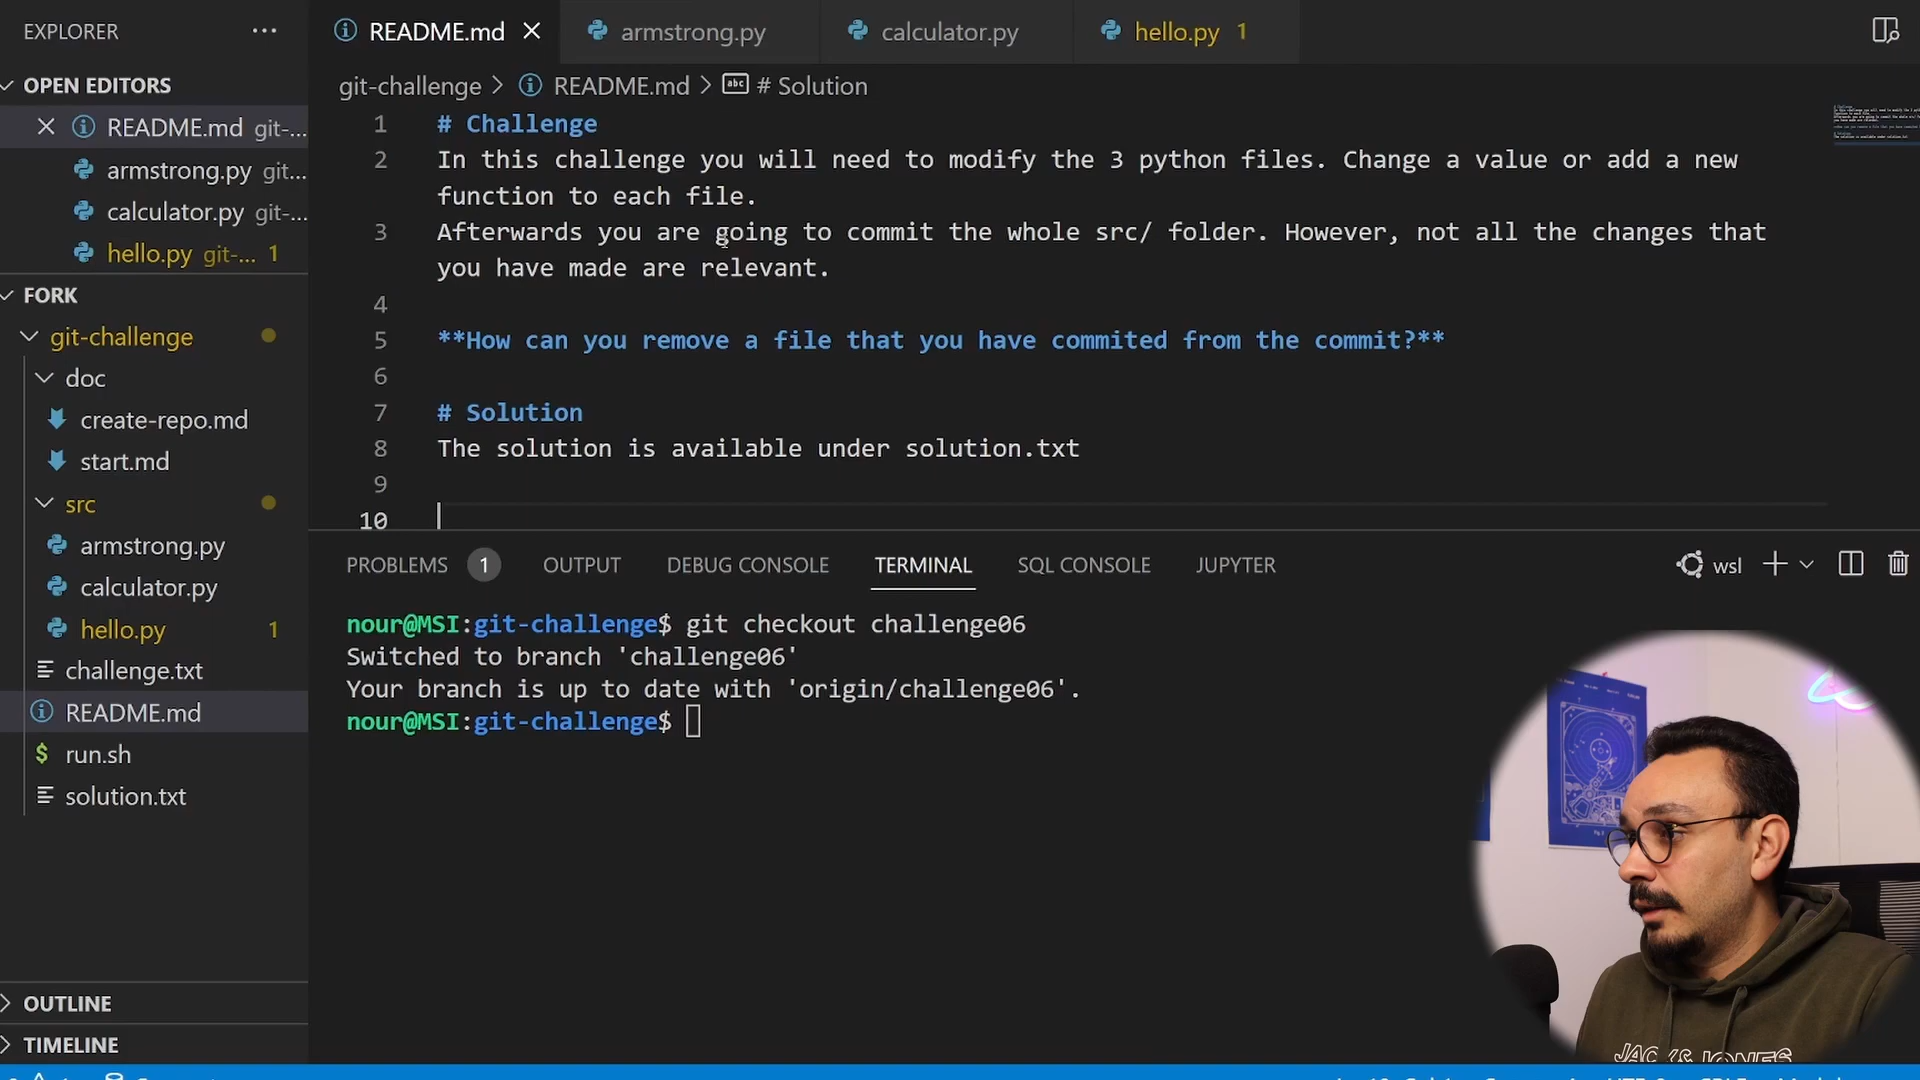 EXPLORER
README.md
armstrong.py
calculator.py
hello.py 1
OPEN EDITORS
README.md git-...
armstrong.py git...
calculator.py git-...
hello.py git-... 1
FORK
git-challenge
doc
create-repo.md
start.md
src
armstrong.py
calculator.py
hello.py 1
challenge.txt
README.md
$ run.sh
solution.txt
OUTLINE
TIMELINE
git-challenge > README.md > abc # Solution
1 # Challenge
2 In this challenge you will need to modify the 3 python files. Change a value or add a new
function to each file.
3 Afterwards you are going to commit the whole src/ folder. However, not all the changes that
you have made are relevant.
4
5 **How can you remove a file that you have commited from the commit?**
6
7 # Solution
8 The solution is available under solution.txt
9
10
PROBLEMS 1 OUTPUT DEBUG CONSOLE TERMINAL SQL CONSOLE JUPYTER
wsl
nour@MSI:git-challenge$ git checkout challenge06
Switched to branch 'challenge06'
Your branch is up to date with 'origin/challenge06'.
nour@MSI:git-challenge$
JACK & JONES